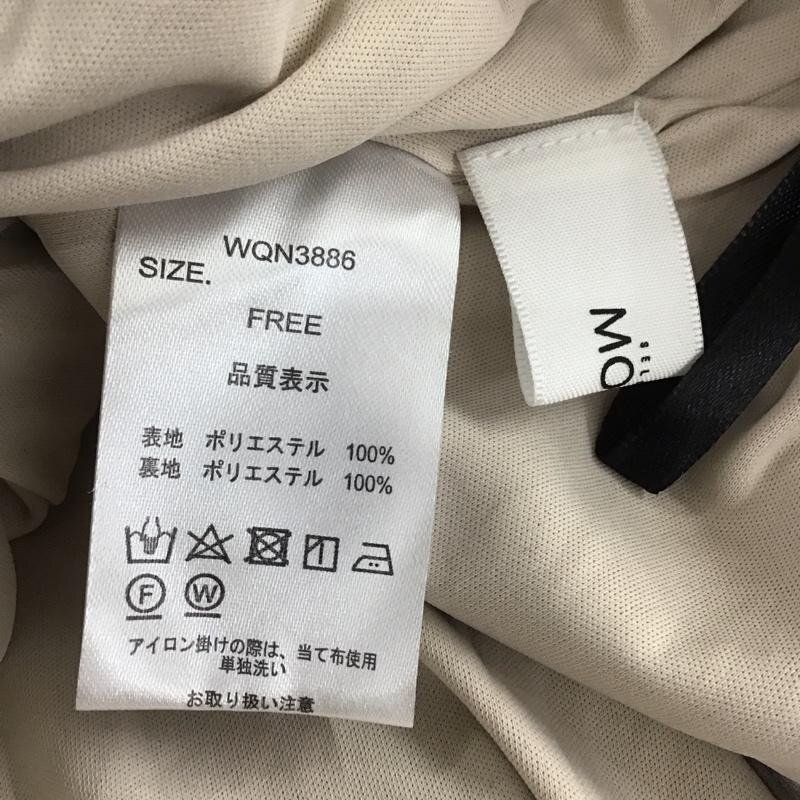 WQN3886
SIZE.
FREE
品質表示
表地 ポリエステル 100%
裏地 ポリエステル 100%
F W
アイロン掛けの際は、当て布使用
単独洗い
お取り扱い注意
SEL
MO